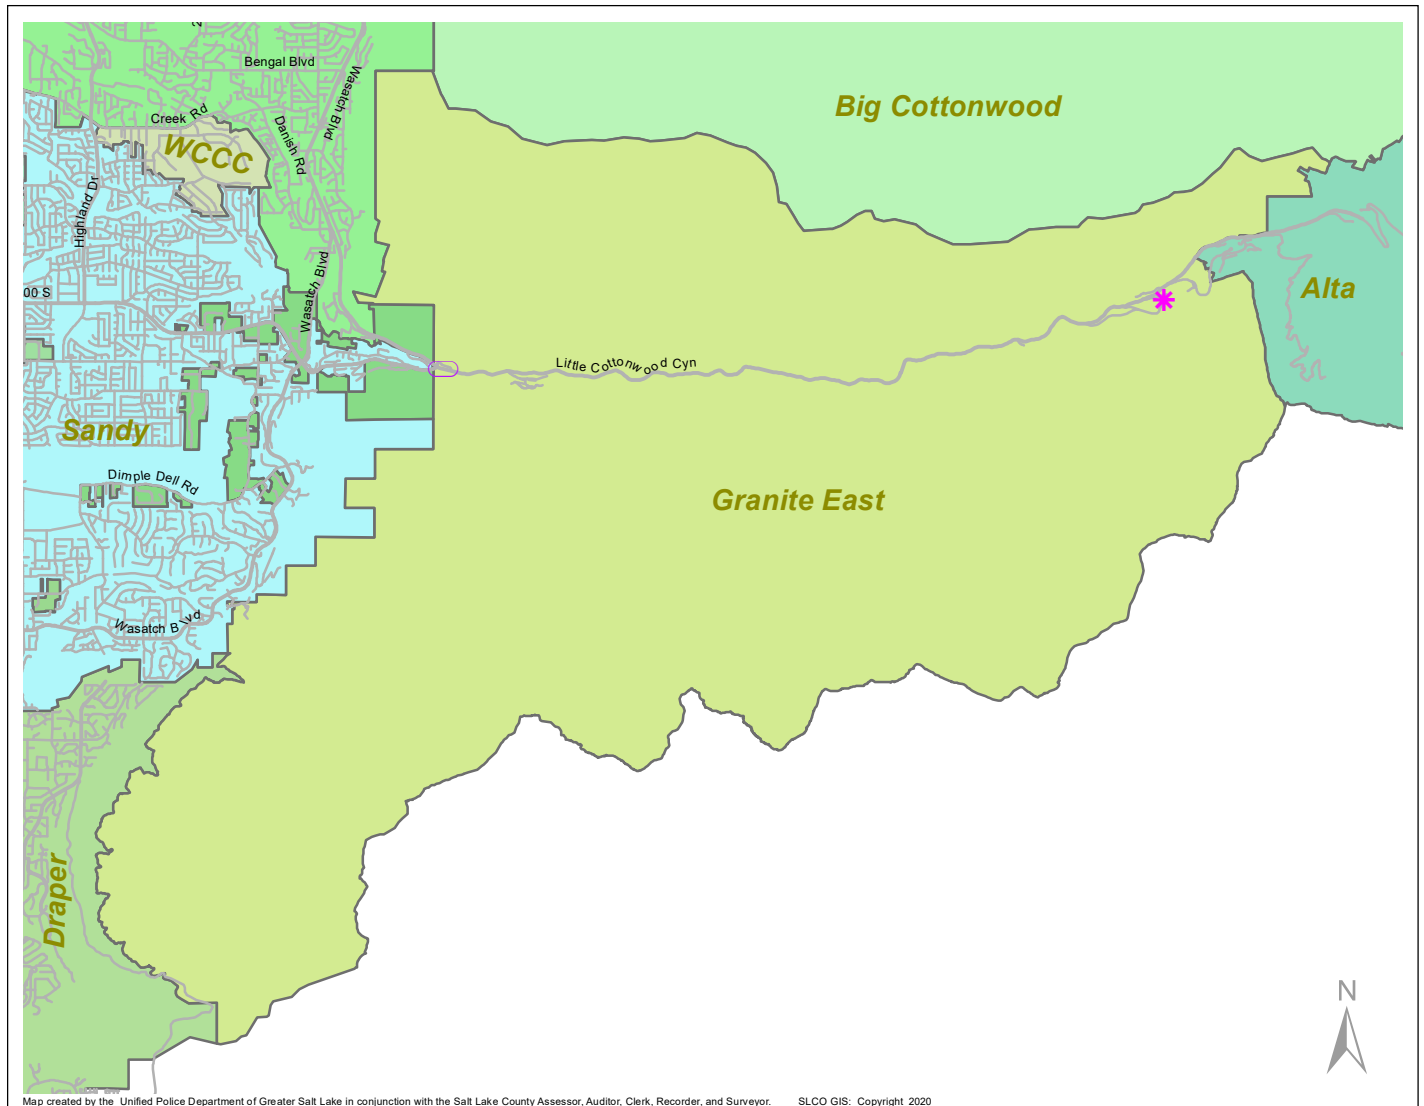 Bengal Blvd
Wasatch Blvd
Big Cottonwood
Creek Rd
Danish Rd
WCCC
Highland Dr
Wasatch Blvd
00 S
Alta
Little Cottonwood Cyn
Sandy
Dimple Dell Rd
Granite East
Wasatch Blvd
Draper
N
Map created by the Unified Police Department of Greater Salt Lake in conjunction with the Salt Lake County Assessor, Auditor, Clerk, Recorder, and Surveyor. SLCO GIS: Copyright 2020